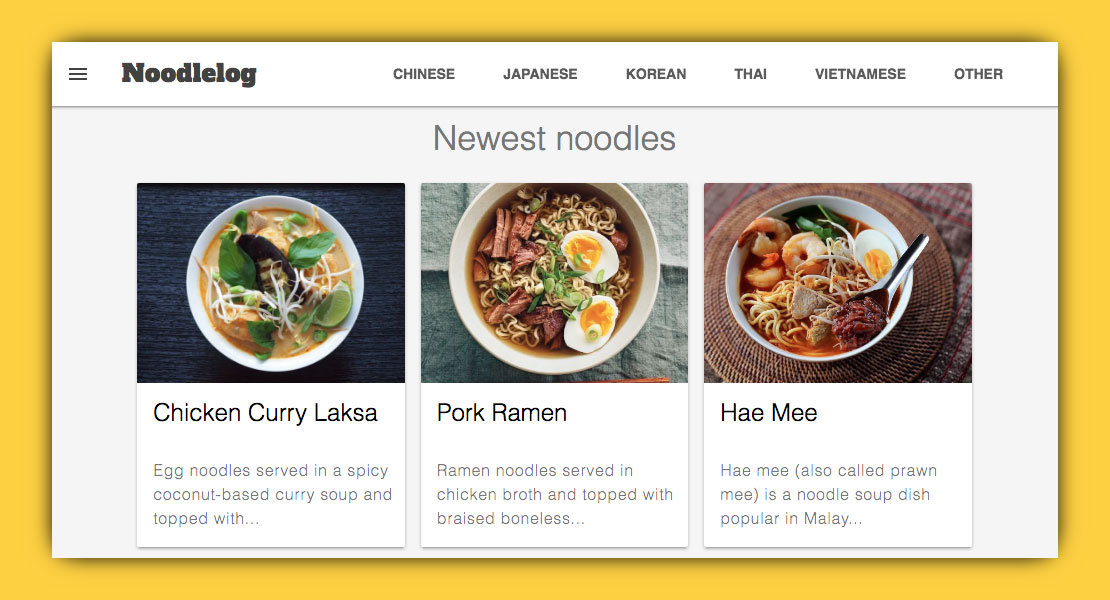 Noodlelog
CHINESE
JAPANESE
KOREAN
THAI
VIETNAMESE
OTHER
Newest noodles
Chicken Curry Laksa
Egg noodles served in a spicy
coconut-based curry soup and
topped with...
Pork Ramen
Ramen noodles served in
chicken broth and topped with
braised boneless...
Hae Mee
Hae mee (also called prawn
mee) is a noodle soup dish
popular in Malay...